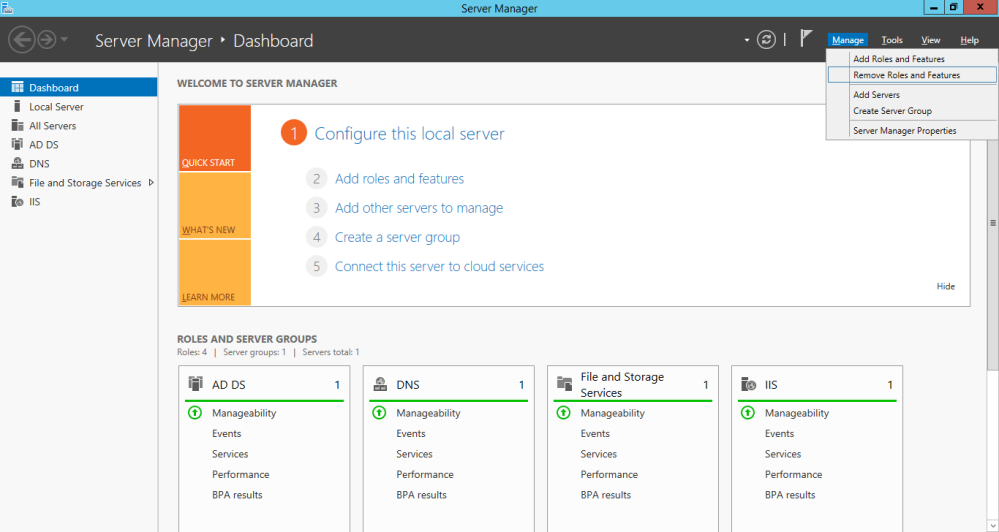 Server Manager
Server Manager • Dashboard
Manage Tools View Help
Add Roles and Features
Remove Roles and Features
Add Servers
Create Server Group
Server Manager Properties
Dashboard
Local Server
All Servers
AD DS
DNS
File and Storage Services
IIS
WELCOME TO SERVER MANAGER
QUICK START
WHAT'S NEW
LEARN MORE
1 Configure this local server
2 Add roles and features
3 Add other servers to manage
4 Create a server group
5 Connect this server to cloud services
Hide
ROLES AND SERVER GROUPS
Roles: 4 | Server groups: 1 | Servers total: 1
AD DS 1
Manageability
Events
Services
Performance
BPA results
DNS 1
Manageability
Events
Services
Performance
BPA results
File and Storage
Services 1
Manageability
Events
Services
Performance
BPA results
IIS 1
Manageability
Events
Services
Performance
BPA results